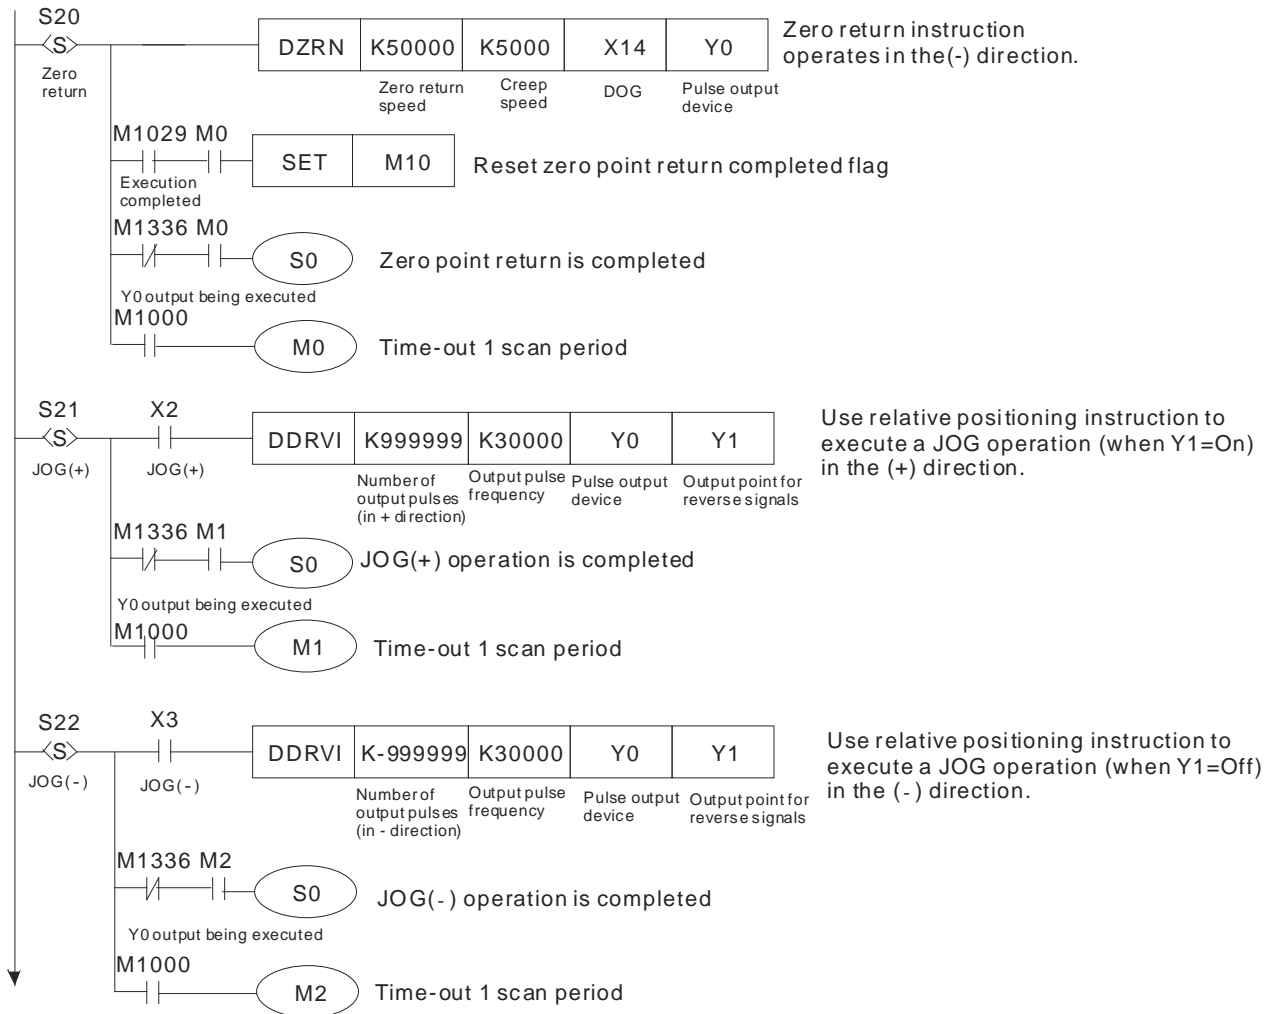 S20
S
Zero
return
DZRN K50000 K5000 X14 Y0
Zero return
speed
Creep
speed
DOG
Pulse output
device
Zero return instruction
operates in the(-) direction.
M1029 M0
Execution
completed
SET M10
Reset zero point return completed flag
M1336 M0
S0
Zero point return is completed
Y0 output being executed
M1000
M0
Time-out 1 scan period
S21
S
JOG(+)
X2
JOG(+)
DDRVI K999999 K30000 Y0 Y1
Number of
output pulses
(in + direction)
Output pulse
frequency
Pulse output
device
Output point for
reverse signals
Use relative positioning instruction to
execute a JOG operation (when Y1=On)
in the (+) direction.
M1336 M1
S0
JOG(+) operation is completed
Y0 output being executed
M1000
M1
Time-out 1 scan period
S22
S
JOG(-)
X3
JOG(-)
DDRVI K-999999 K30000 Y0 Y1
Number of
output pulses
(in - direction)
Output pulse
frequency
Pulse output
device
Output point for
reverse signals
Use relative positioning instruction to
execute a JOG operation (when Y1=Off)
in the (-) direction.
M1336 M2
S0
JOG(-) operation is completed
Y0 output being executed
M1000
M2
Time-out 1 scan period